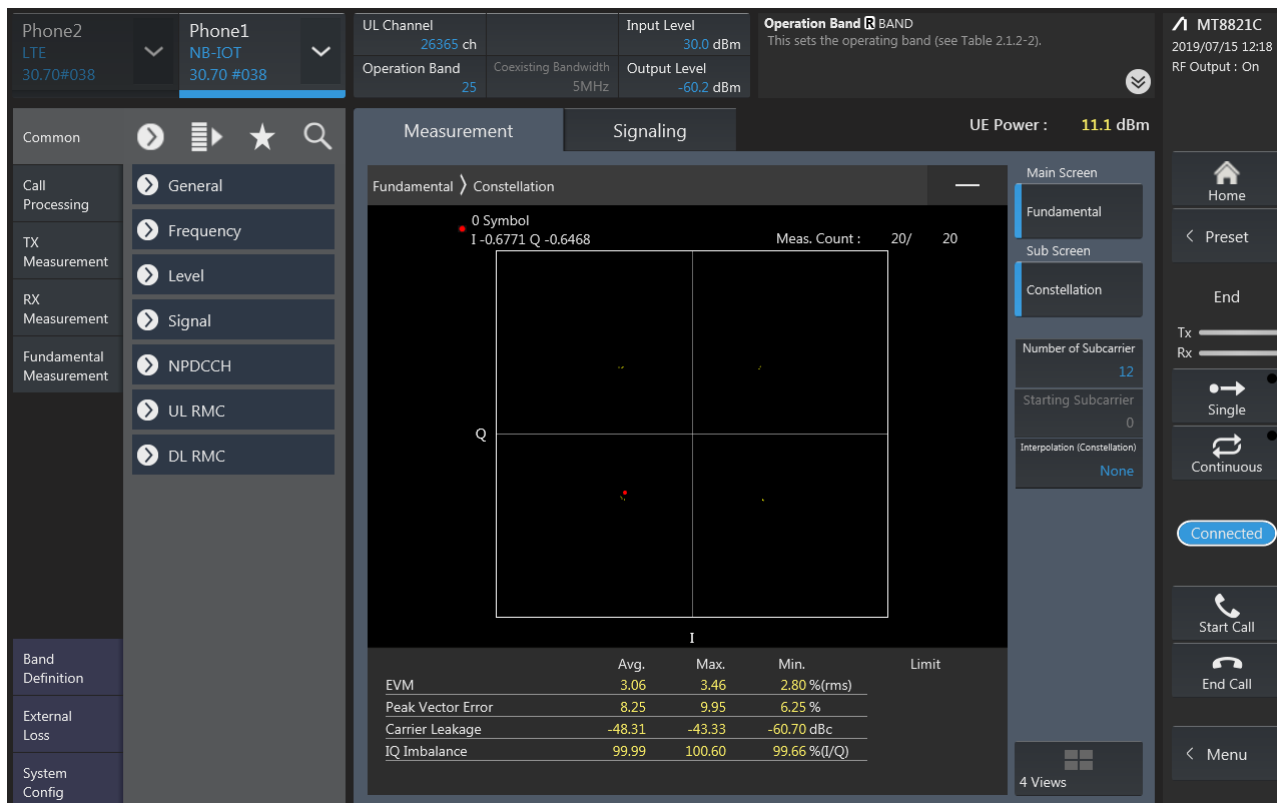 Phone2
LTE
30.70#038
Phone1
NB-IOT
30.70 #038
UL Channel
26365 ch
Input Level
30.0 dBm
Operation Band
25
Coexisting Bandwidth
5MHz
Output Level
-60.2 dBm
Operation Band R BAND
This sets the operating band (see Table 2.1.2-2).
MT8821C
2019/07/15 12:18
RF Output : On
Common
Call
Processing
TX
Measurement
RX
Measurement
Fundamental
Measurement
Band
Definition
External
Loss
System
Config
General
Frequency
Level
Signal
NPDCCH
UL RMC
DL RMC
Measurement
Signaling
UE Power : 11.1 dBm
Fundamental 〉 Constellation
0 Symbol
I -0.6771 Q -0.6468
Meas. Count : 20/ 20
Q
I
Avg. Max. Min. Limit
EVM 3.06 3.46 2.80 %(rms)
Peak Vector Error 8.25 9.95 6.25 %
Carrier Leakage -48.31 -43.33 -60.70 dBc
IQ Imbalance 99.99 100.60 99.66 %(I/Q)
Main Screen
Fundamental
Sub Screen
Constellation
Number of Subcarrier
12
Starting Subcarrier
0
Interpolation (Constellation)
None
4 Views
Home
< Preset
End
Tx
Rx
Single
Continuous
Connected
Start Call
End Call
< Menu